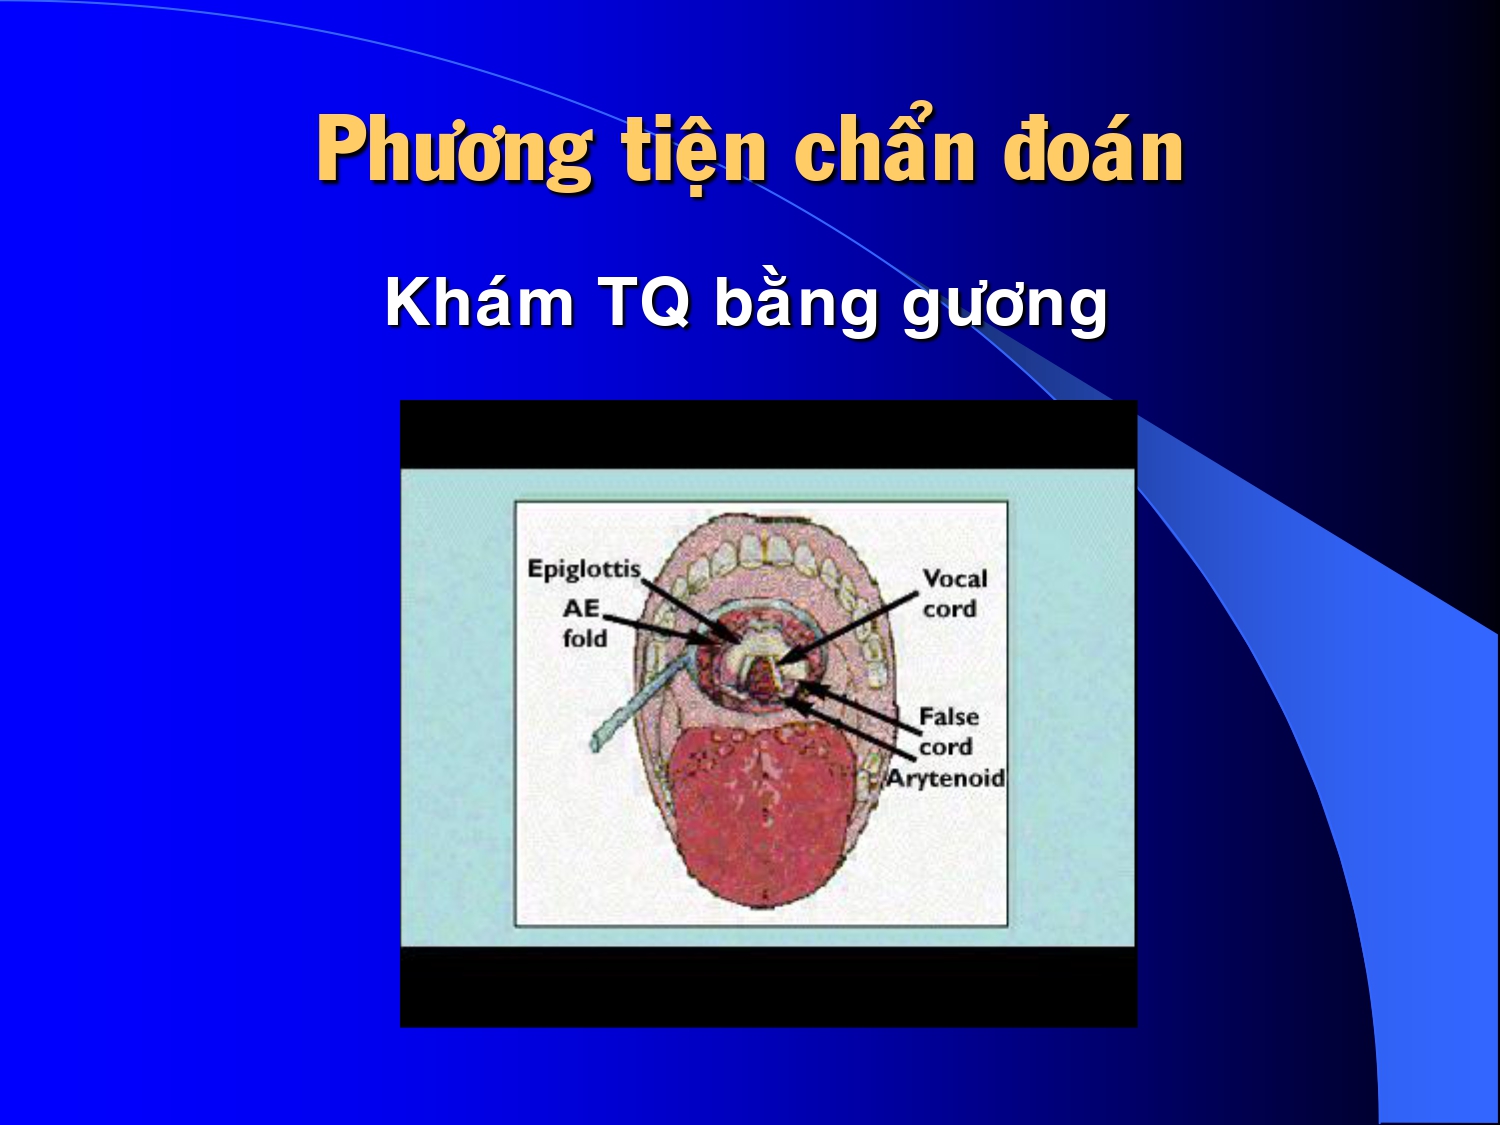 Phương tiện chẩn đoán
Khám TQ bằng gương
Epiglottis
AE
fold
Vocal
cord
False
cord
Arytenoid